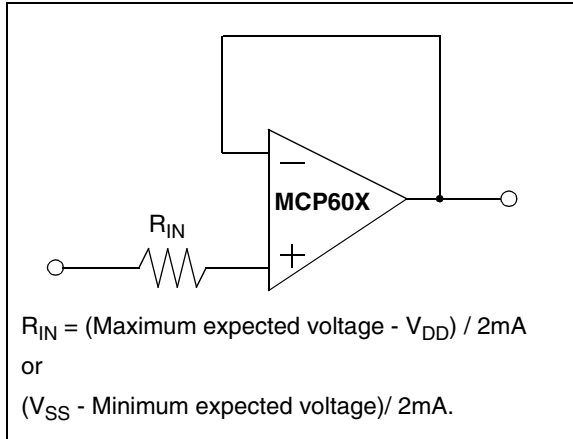 MCP60X
R_IN
R_IN = (Maximum expected voltage - V_DD) / 2mA
or
(V_SS - Minimum expected voltage)/ 2mA.